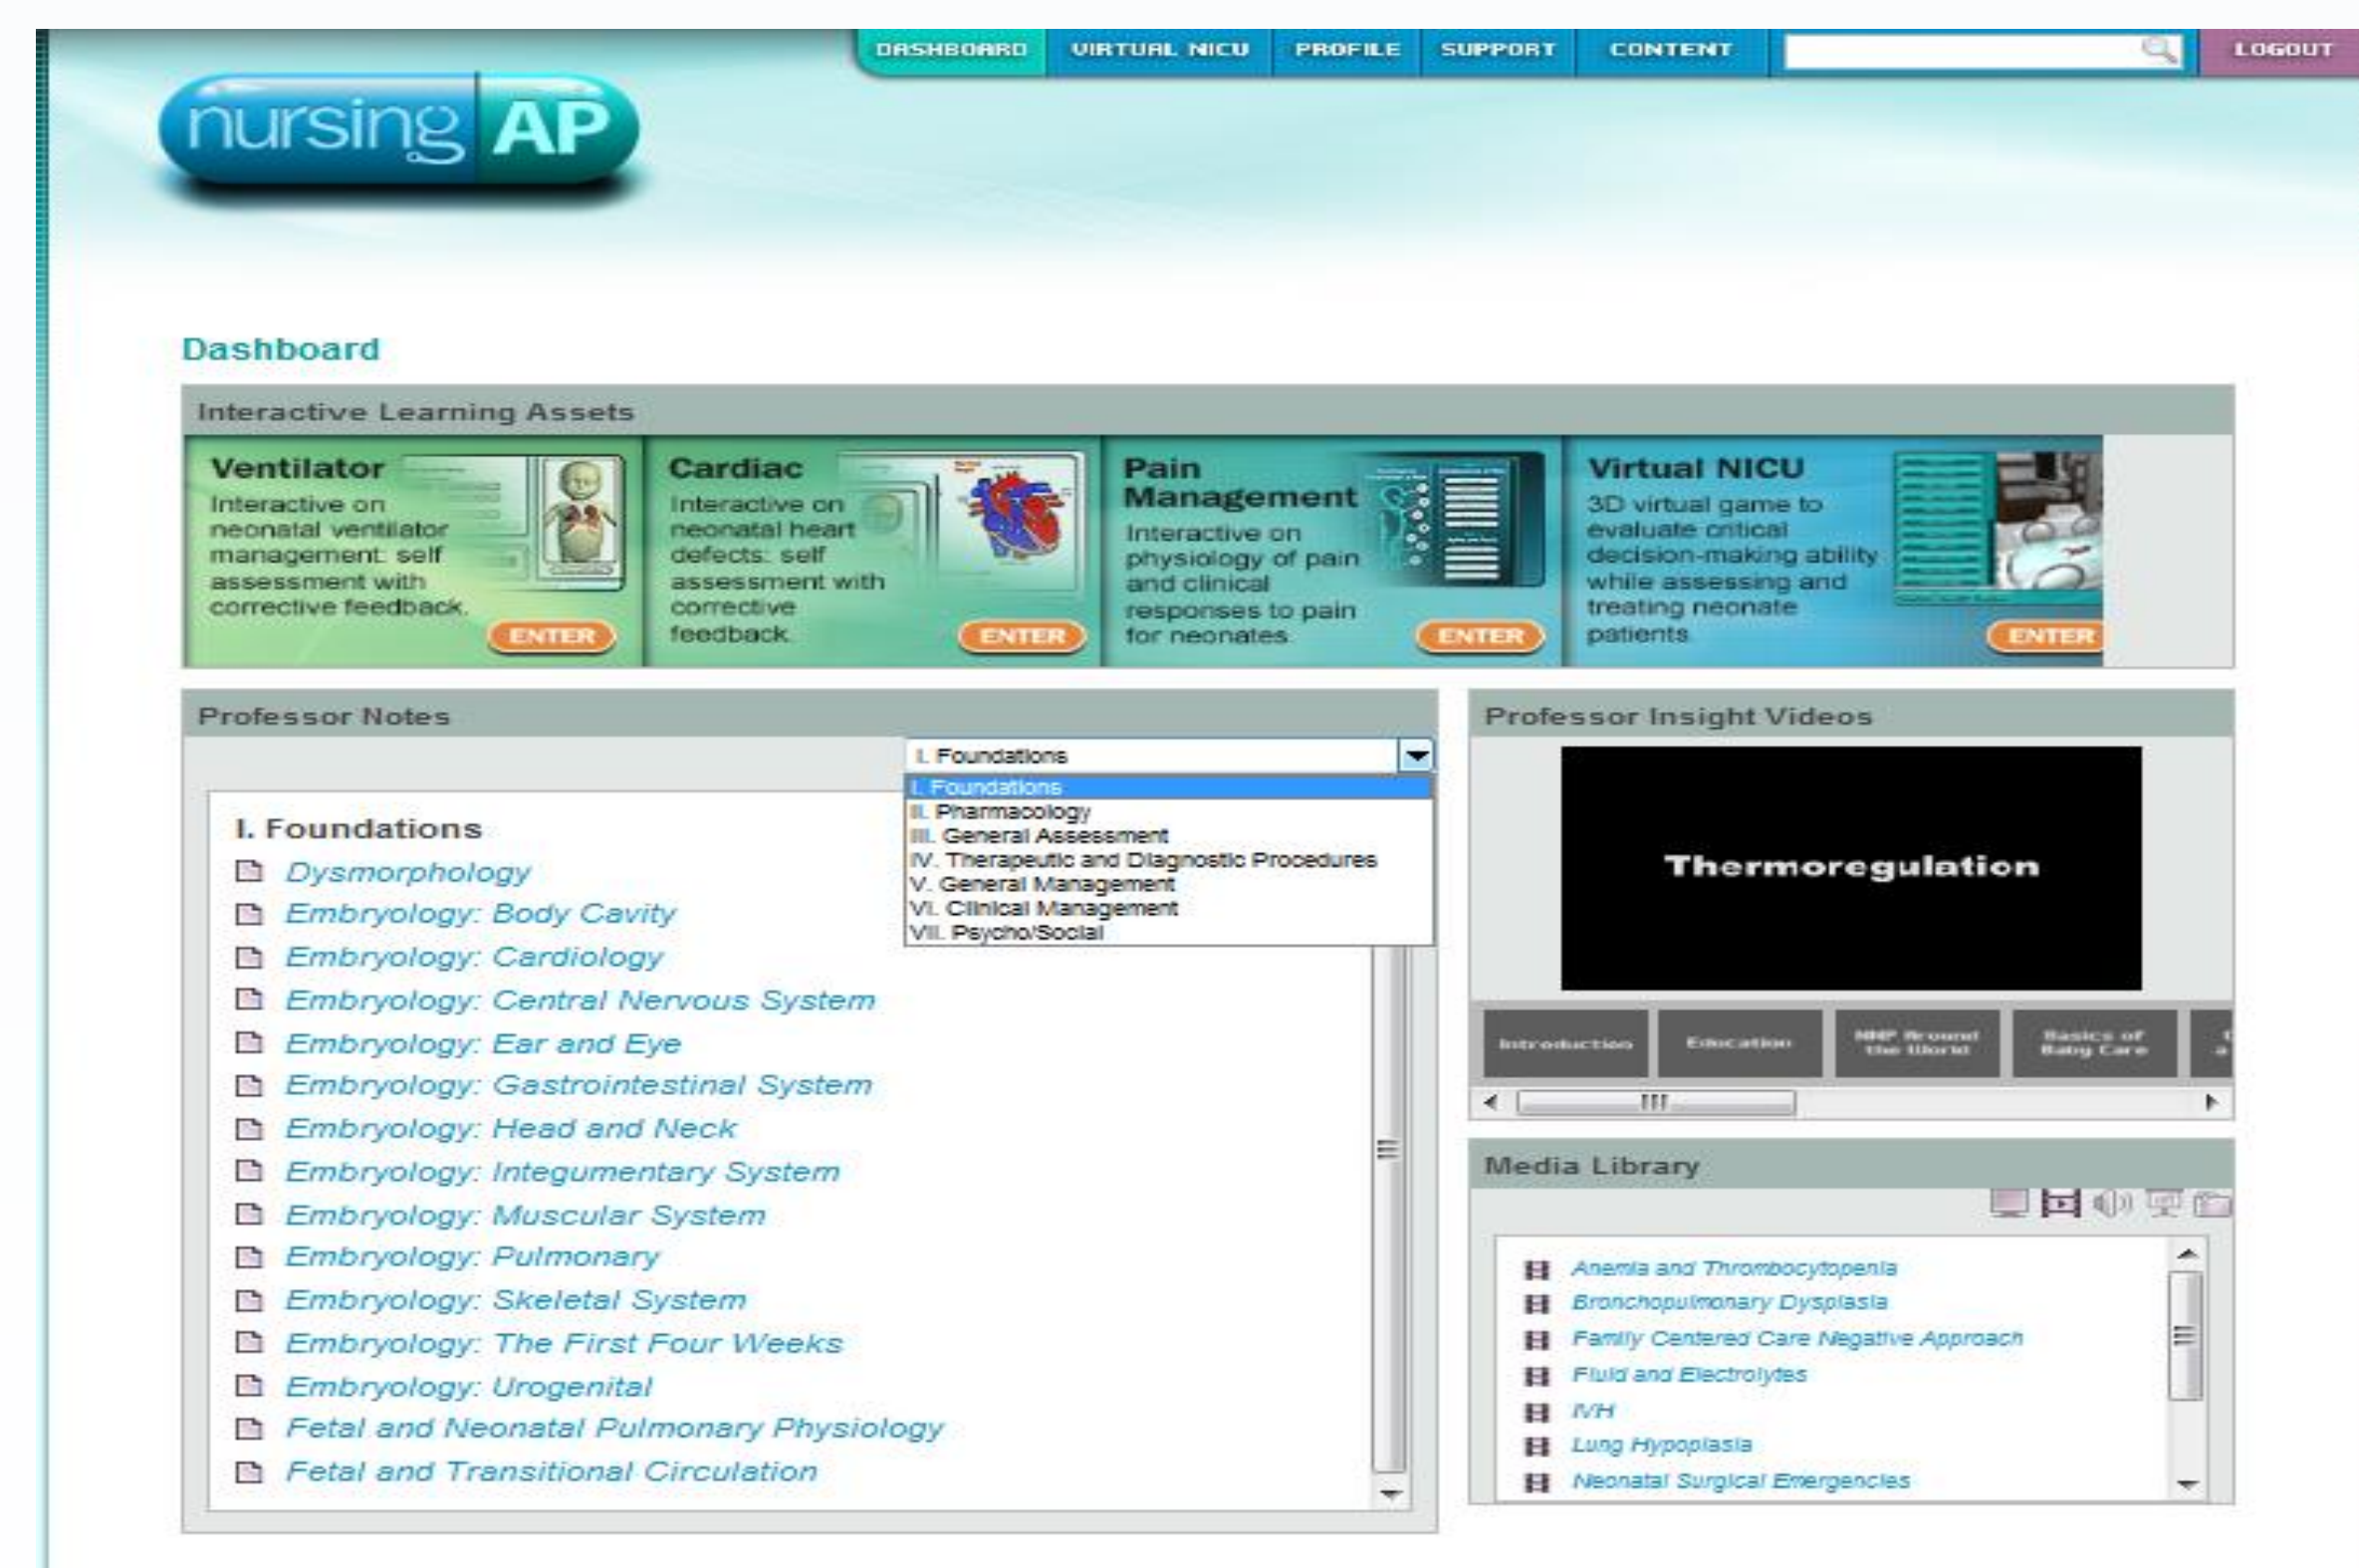 DASHBOARD VIRTUAL NICU PROFILE SUPPORT CONTENT LOGOUT
nursing AP
Dashboard
Interactive Learning Assets
Ventilator
Interactive on
neonatal ventilator
management: self
assessment with
corrective feedback.
ENTER
Cardiac
Interactive on
neonatal heart
defects: self
assessment with
corrective
feedback.
ENTER
Pain
Management
Interactive on
physiology of pain
and clinical
responses to pain
for neonates.
ENTER
Virtual NICU
3D virtual game to
evaluate critical
decision-making ability
while assessing and
treating neonate
patients.
ENTER
Professor Notes
I. Foundations
I. Foundations
II. Pharmacology
III. General Assessment
IV. Therapeutic and Diagnostic Procedures
V. General Management
VI. Clinical Management
VII. Psycho/Social
I. Foundations
Dysmorphology
Embryology: Body Cavity
Embryology: Cardiology
Embryology: Central Nervous System
Embryology: Ear and Eye
Embryology: Gastrointestinal System
Embryology: Head and Neck
Embryology: Integumentary System
Embryology: Muscular System
Embryology: Pulmonary
Embryology: Skeletal System
Embryology: The First Four Weeks
Embryology: Urogenital
Fetal and Neonatal Pulmonary Physiology
Fetal and Transitional Circulation
Professor Insight Videos
Thermoregulation
Introduction
Education
NNP Around
the World
Basics of
Baby Care
Media Library
Anemia and Thrombocytopenia
Bronchopulmonary Dysplasia
Family Centered Care Negative Approach
Fluid and Electrolytes
IVH
Lung Hypoplasia
Neonatal Surgical Emergencies